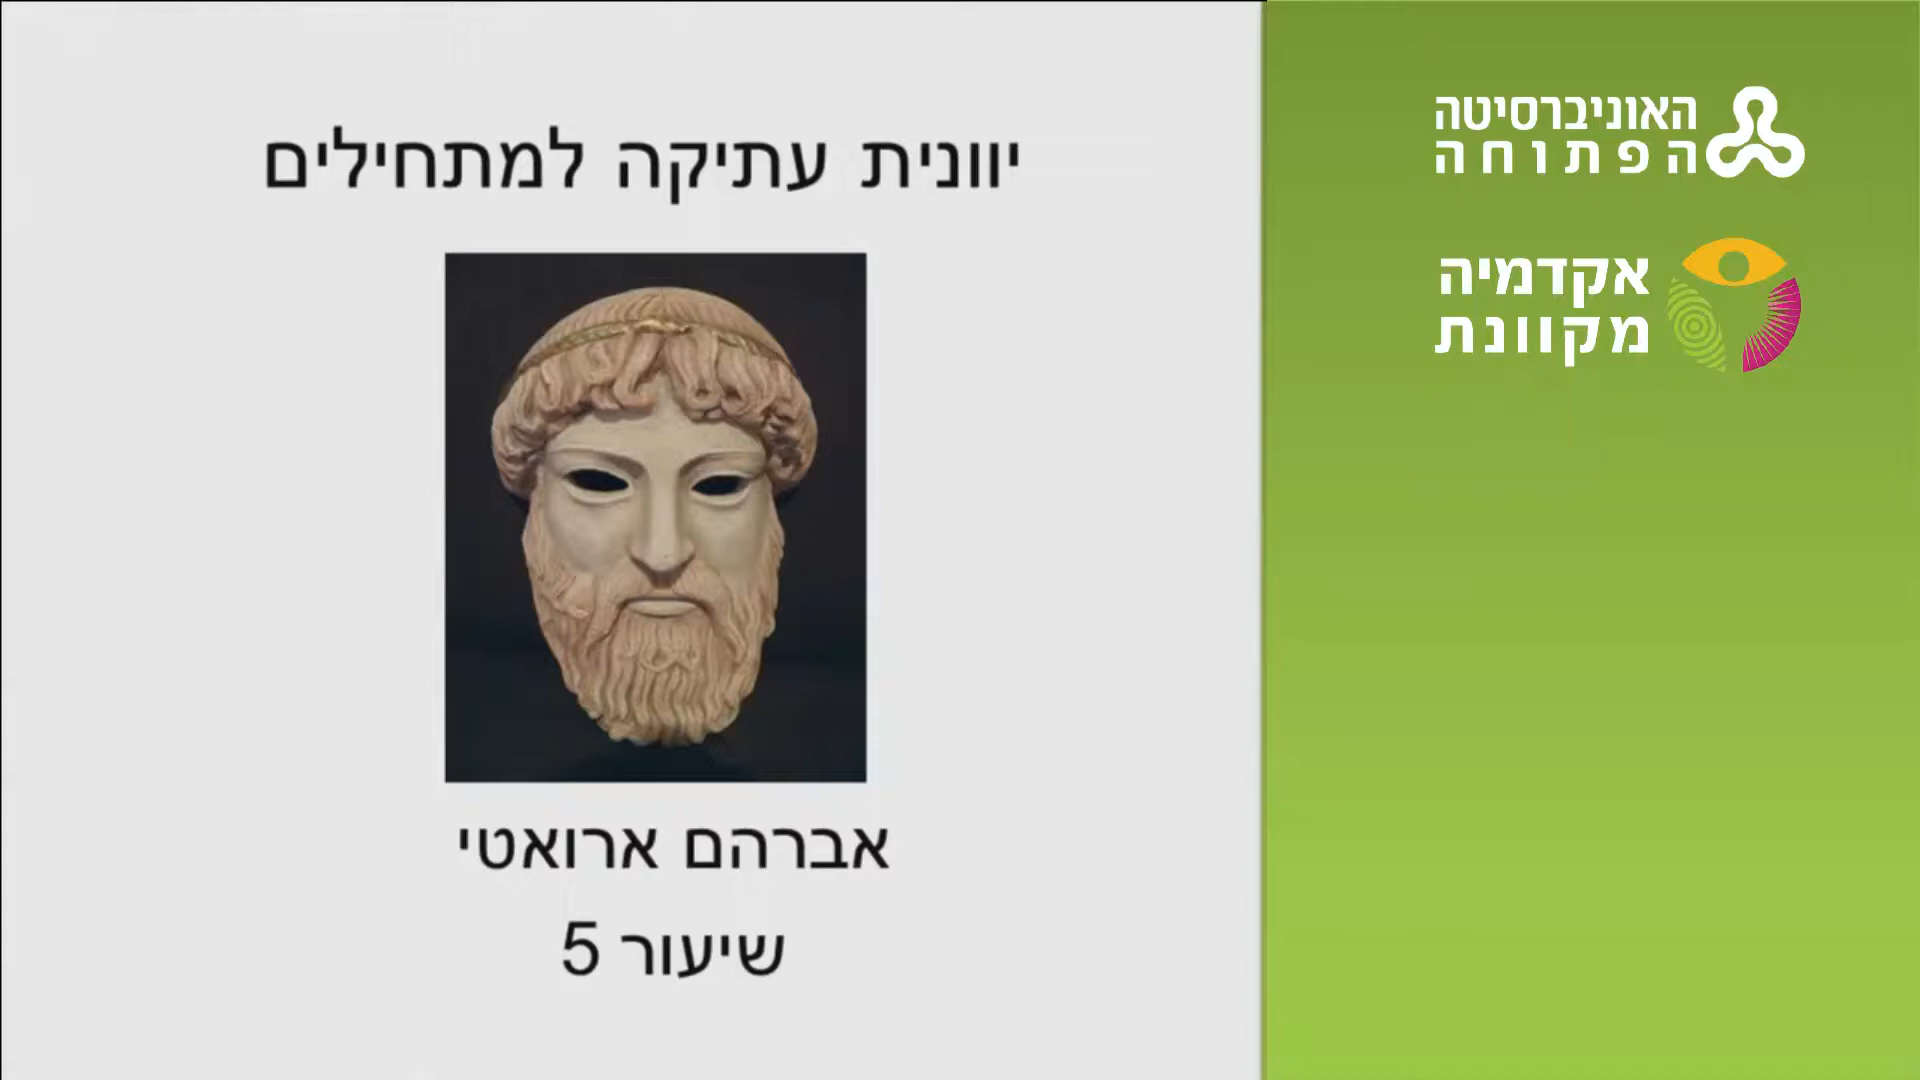 יוונית עתיקה למתחילים
אברהם ארואטי
שיעור 5
האוניברסיטה
הפתוחה
אקדמיה
מקוונת